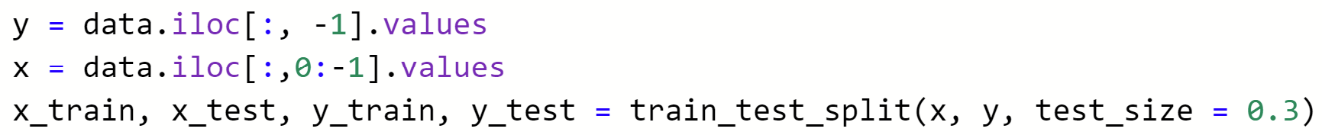 y = data.iloc[:, -1].values
x = data.iloc[:,0:-1].values
x_train, x_test, y_train, y_test = train_test_split(x, y, test_size = 0.3)